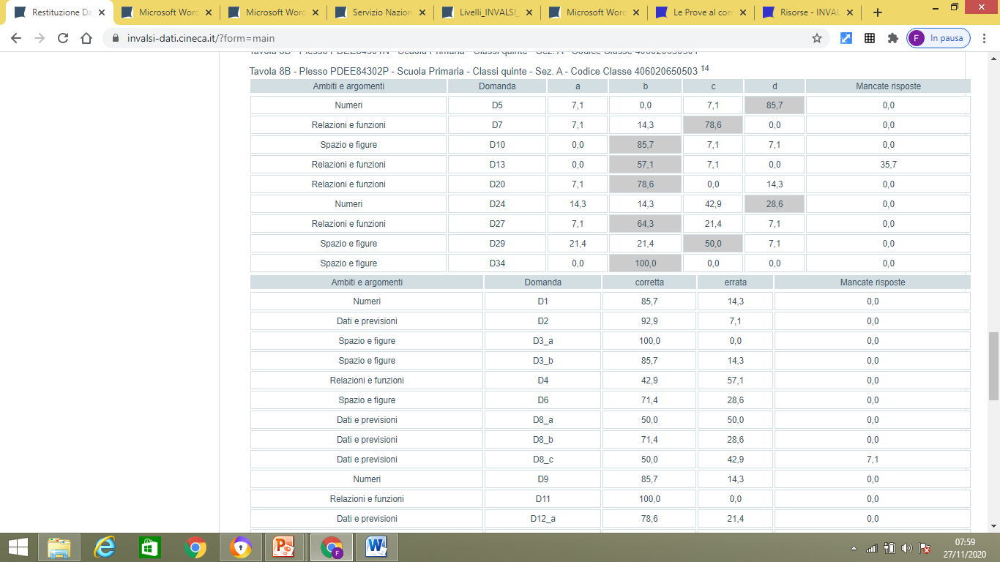 Restituzione Da
Microsoft Word
Microsoft Word
Servizio Nazion
Livelli_INVALSI_
Microsoft Word
Le Prove al com
Risorse - INVAL
invalsi-dati.cineca.it/?form=main
F In pausa
Tavola 8B - Plesso PDEE84301N - Scuola Primaria - Classi quinte - Sez. A - Codice Classe 406020650501
Tavola 8B - Plesso PDEE84302P - Scuola Primaria - Classi quinte - Sez. A - Codice Classe 406020650503 14
Ambiti e argomenti Domanda a b c d Mancate risposte
Numeri D5 7,1 0,0 7,1 85,7 0,0
Relazioni e funzioni D7 7,1 14,3 78,6 0,0 0,0
Spazio e figure D10 0,0 85,7 7,1 7,1 0,0
Relazioni e funzioni D13 0,0 57,1 7,1 0,0 35,7
Relazioni e funzioni D20 7,1 78,6 0,0 14,3 0,0
Numeri D24 14,3 14,3 42,9 28,6 0,0
Relazioni e funzioni D27 7,1 64,3 21,4 7,1 0,0
Spazio e figure D29 21,4 21,4 50,0 7,1 0,0
Spazio e figure D34 0,0 100,0 0,0 0,0 0,0
Ambiti e argomenti Domanda corretta errata Mancate risposte
Numeri D1 85,7 14,3 0,0
Dati e previsioni D2 92,9 7,1 0,0
Spazio e figure D3_a 100,0 0,0 0,0
Spazio e figure D3_b 85,7 14,3 0,0
Relazioni e funzioni D4 42,9 57,1 0,0
Spazio e figure D6 71,4 28,6 0,0
Dati e previsioni D8_a 50,0 50,0 0,0
Dati e previsioni D8_b 71,4 28,6 0,0
Dati e previsioni D8_c 50,0 42,9 7,1
Numeri D9 85,7 14,3 0,0
Relazioni e funzioni D11 100,0 0,0 0,0
Dati e previsioni D12_a 78,6 21,4 0,0
07:59
27/11/2020